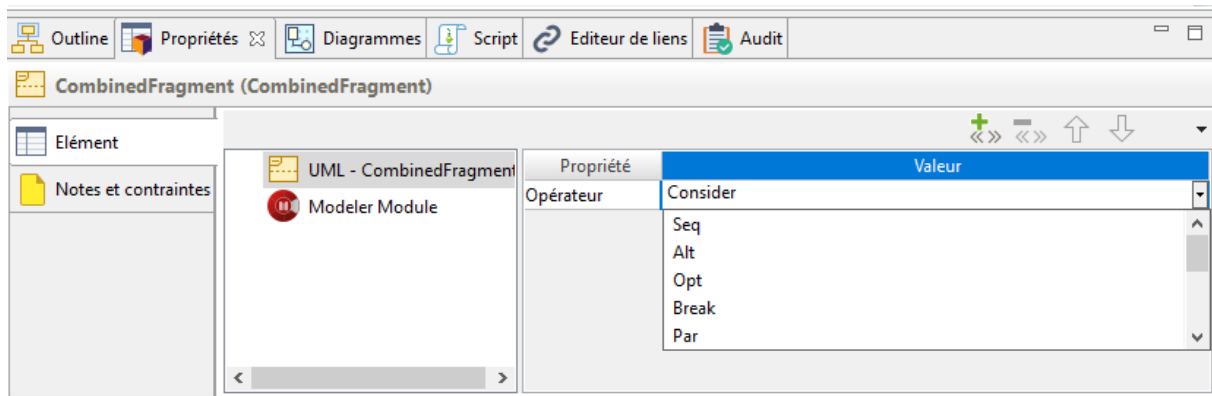 Outline Propriétés Diagrammes Script Editeur de liens Audit
CombinedFragment (CombinedFragment)
Elément
Notes et contraintes
UML - CombinedFragment
Modeler Module
Propriété Valeur
Opérateur Consider
Seq
Alt
Opt
Break
Par